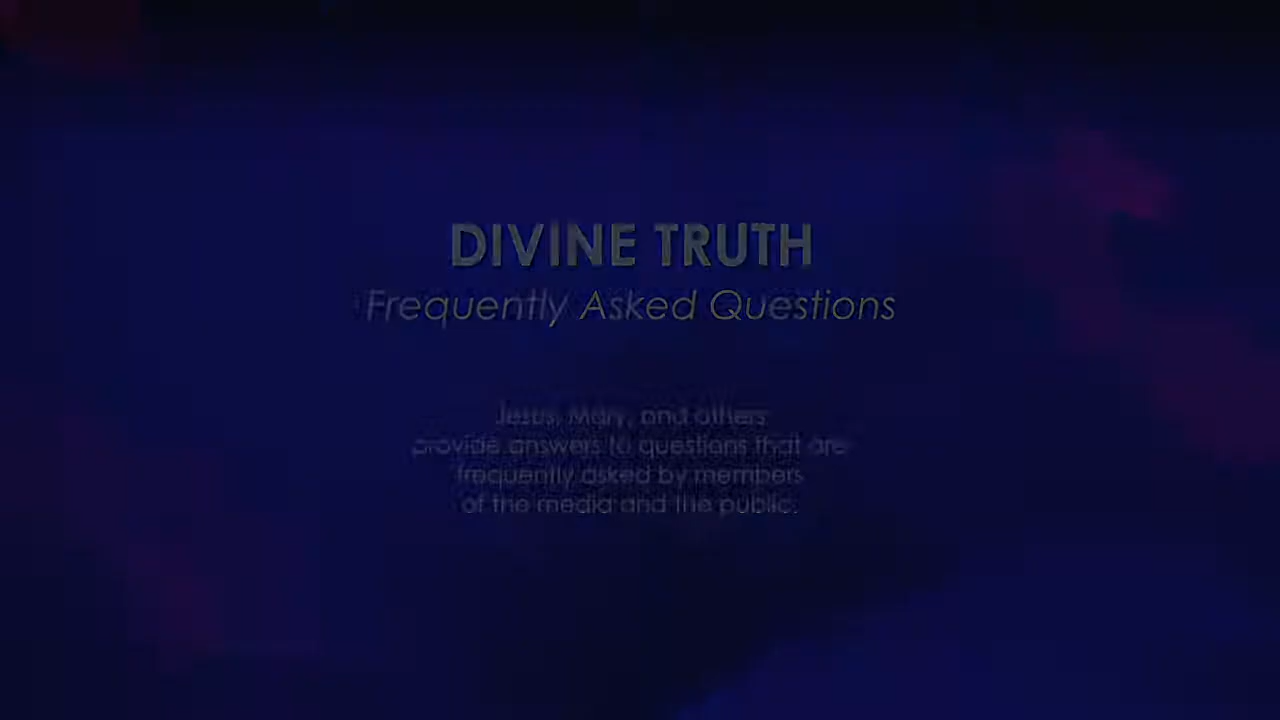 DIVINE TRUTH
Frequently Asked Questions
Jesus, Mary, and others
provide answers to questions that are
frequently asked by members
of the media and the public.